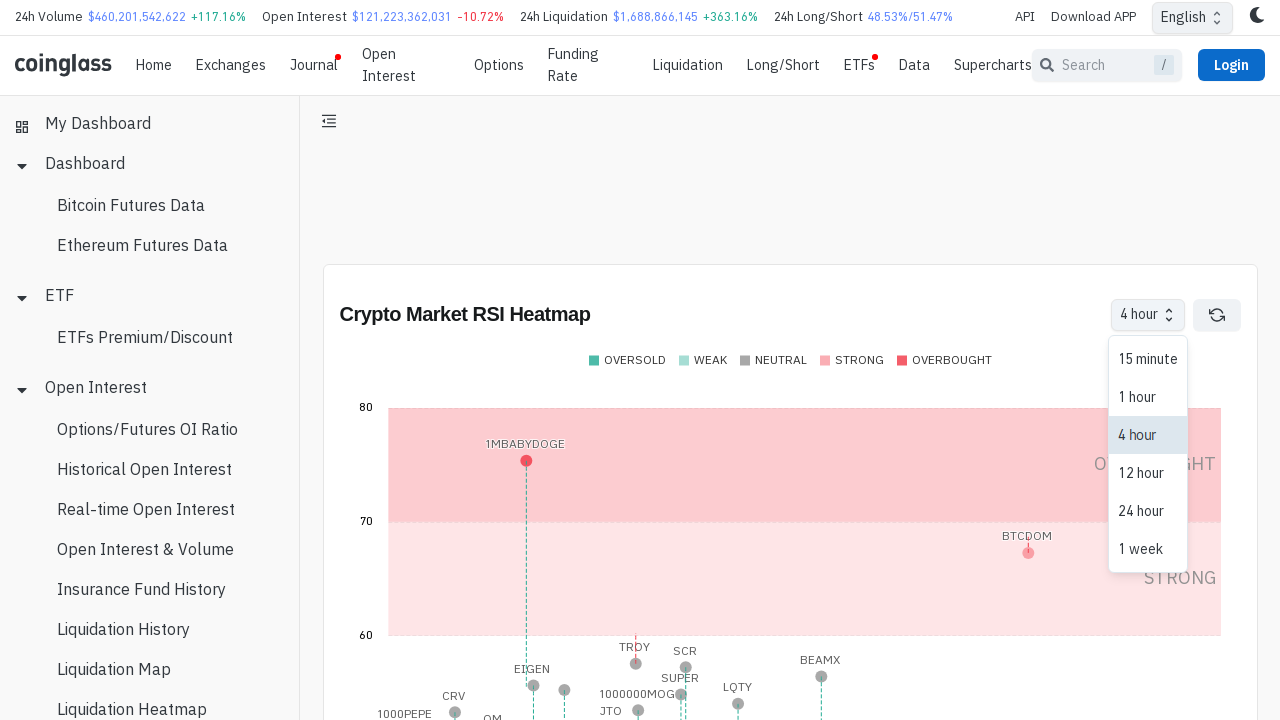 24h Volume $460,201,542,622 +117.16% Open Interest $121,223,362,031 -10.72% 24h Liquidation $1,688,866,145 +363.16% 24h Long/Short 48.53%/51.47% API Download APP English
coinglass Home Exchanges Journal Open Interest Options Funding Rate Liquidation Long/Short ETFs Data Supercharts Search / Login
My Dashboard
Dashboard
Bitcoin Futures Data
Ethereum Futures Data
ETF
ETFs Premium/Discount
Open Interest
Options/Futures OI Ratio
Historical Open Interest
Real-time Open Interest
Open Interest & Volume
Insurance Fund History
Liquidation History
Liquidation Map
Liquidation Heatmap
Crypto Market RSI Heatmap
4 hour
15 minute
1 hour
4 hour
12 hour
24 hour
1 week
OVERSOLD WEAK NEUTRAL STRONG OVERBOUGHT
80
1MBABYDOGE
70
BTCDOM
STRONG
60
TROY
SCR
BEAMX
EIGEN
SUPER
LQTY
CRV
1000000MOG
1000PEPE
JTO
OM